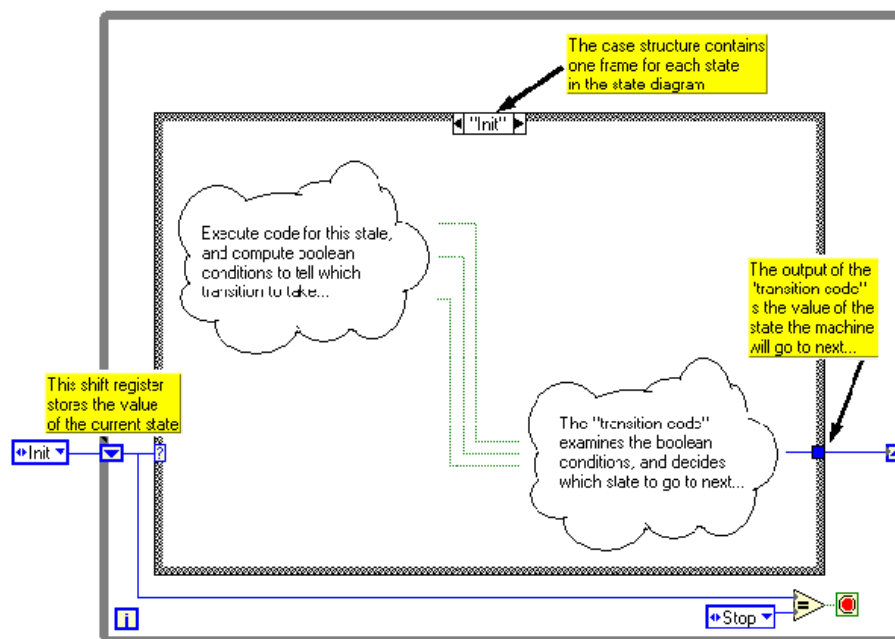 The case structure contains
one frame for each state
in the state diagram
"Init"
Execute code for this state,
and compute boolean
conditions to tell which
transition to take...
The output of the
"transition code"
is the value of the
state the machine
will go to next...
This shift register
stores the value
of the current state
Init
?
The "transition code"
examines the boolean
conditions, and decides
which state to go to next...
i
Stop
=